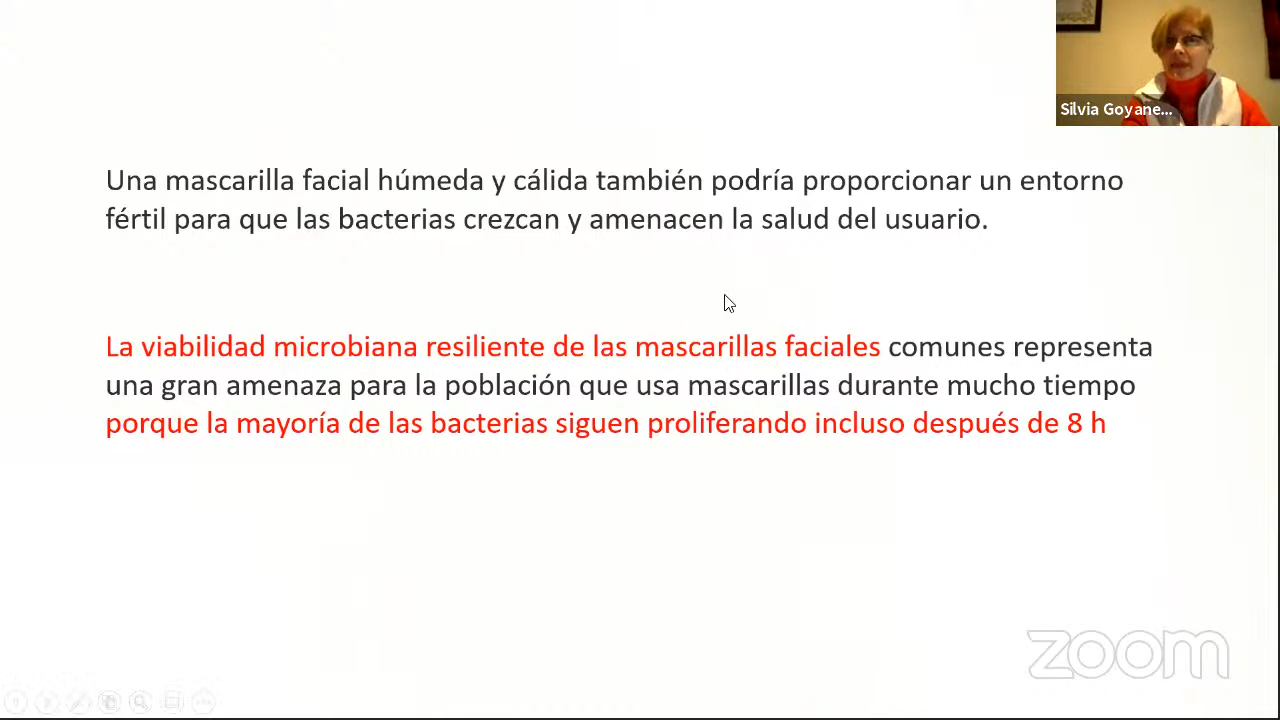 Silvia Goyane...
Una mascarilla facial húmeda y cálida también podría proporcionar un entorno
fértil para que las bacterias crezcan y amenacen la salud del usuario.
La viabilidad microbiana resiliente de las mascarillas faciales comunes representa
una gran amenaza para la población que usa mascarillas durante mucho tiempo
porque la mayoría de las bacterias siguen proliferando incluso después de 8 h
zoom